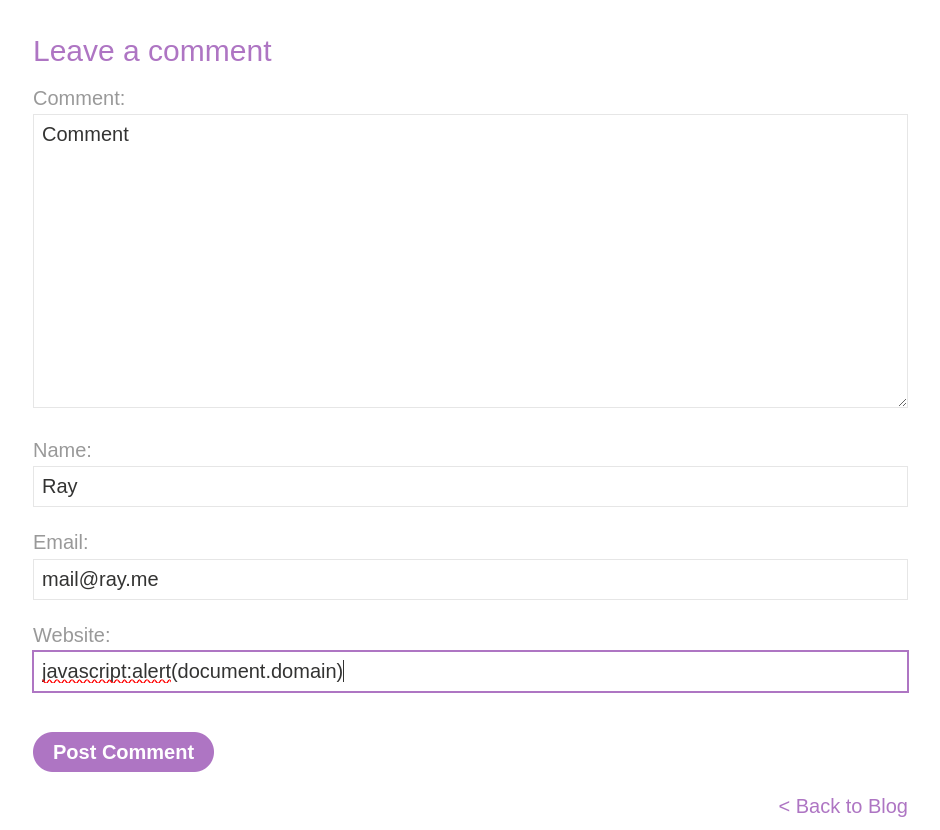 Leave a comment
Comment:
Comment
Name:
Ray
Email:
mail@ray.me
Website:
javascript:alert(document.domain)
Post Comment
< Back to Blog